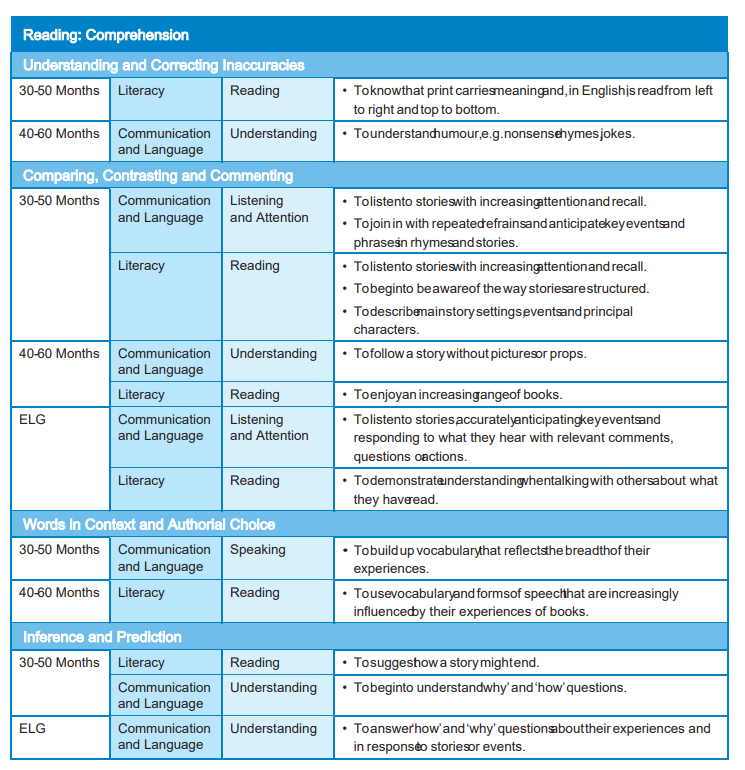 Reading: Comprehension
Understanding and Correcting Inaccuracies
30-50 Months Literacy Reading • To know that print carries meaning and, in English, is read from left
to right and top to bottom.
40-60 Months Communication Understanding • To understand humour, e.g. nonsense rhymes, jokes.
and Language
Comparing, Contrasting and Commenting
30-50 Months Communication Listening • To listen to stories with increasing attention and recall.
and Language and Attention • To join in with repeated refrains and anticipate key events and
phrases in rhymes and stories.
Literacy Reading • To listen to stories with increasing attention and recall.
• To begin to be aware of the way stories are structured.
• To describe main story settings, events and principal
characters.
40-60 Months Communication Understanding • To follow a story without pictures or props.
and Language
Literacy Reading • To enjoy an increasing range of books.
ELG Communication Listening • To listen to stories, accurately anticipating key events and
and Language and Attention responding to what they hear with relevant comments,
questions or actions.
Literacy Reading • To demonstrate understanding when talking with others about what
they have read.
Words in Context and Authorial Choice
30-50 Months Communication Speaking • To build up vocabulary that reflects the breadth of their
and Language experiences.
40-60 Months Literacy Reading • To use vocabulary and forms of speech that are increasingly
influenced by their experiences of books.
Inference and Prediction
30-50 Months Literacy Reading • To suggest how a story might end.
Communication Understanding • To begin to understand ‘why’ and ‘how’ questions.
and Language
ELG Communication Understanding • To answer ‘how’ and ‘why’ questions about their experiences and
and Language in response to stories or events.